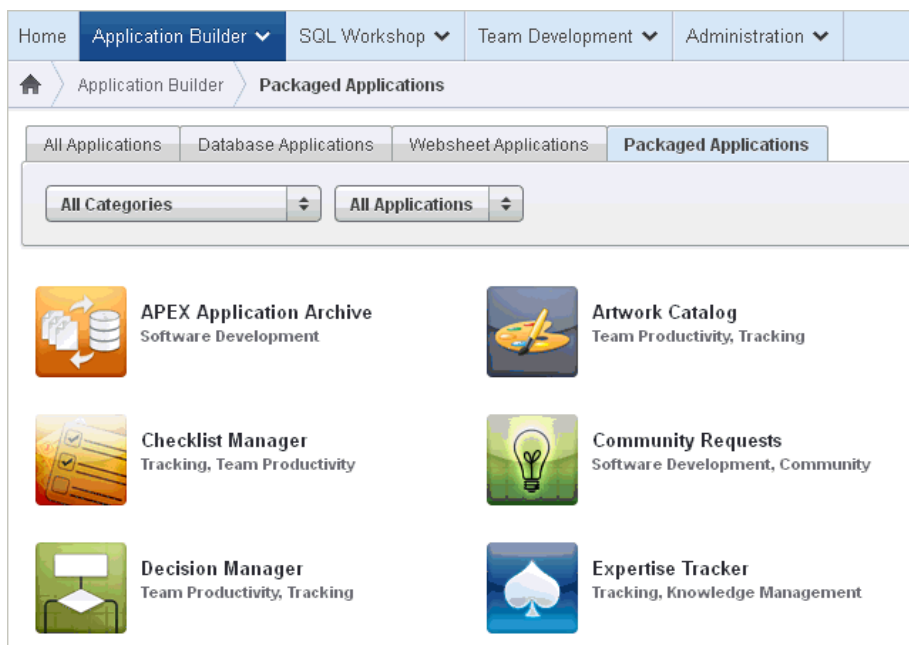 Home Application Builder SQL Workshop Team Development Administration
Application Builder Packaged Applications
All Applications Database Applications Websheet Applications Packaged Applications
All Categories All Applications
APEX Application Archive
Software Development
Artwork Catalog
Team Productivity, Tracking
Checklist Manager
Tracking, Team Productivity
Community Requests
Software Development, Community
Decision Manager
Team Productivity, Tracking
Expertise Tracker
Tracking, Knowledge Management